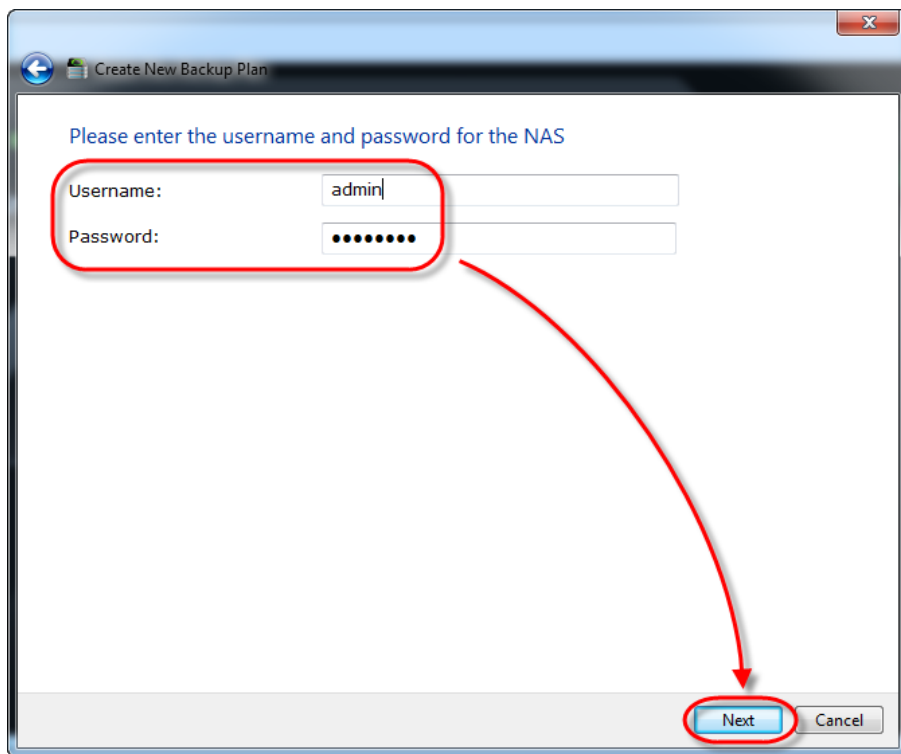 Create New Backup Plan
Please enter the username and password for the NAS
Username: admin
Password: ●●●●●●●●
Next Cancel